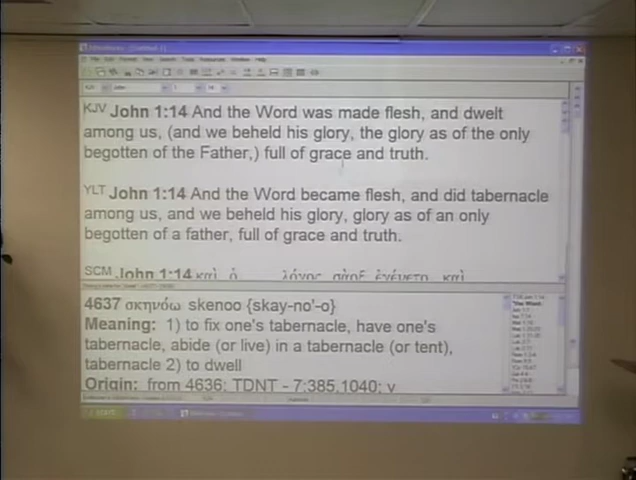 KJV John 1:14 And the Word was made flesh, and dwelt
among us, (and we beheld his glory, the glory as of the only
begotten of the Father,) full of grace and truth.
YLT John 1:14 And the Word became flesh, and did tabernacle
among us, and we beheld his glory, glory as of an only
begotten of a father, full of grace and truth.
SCM John 1:14 καὶ ὁ λόγος σὰρξ ἐγένετο καὶ
4637 σκηνόω skenoo {skay-no'-o}
Meaning: 1) to fix one's tabernacle, have one's
tabernacle, abide (or live) in a tabernacle (or tent),
tabernacle 2) to dwell
Origin: from 4636; TDNT - 7:385,1040; v